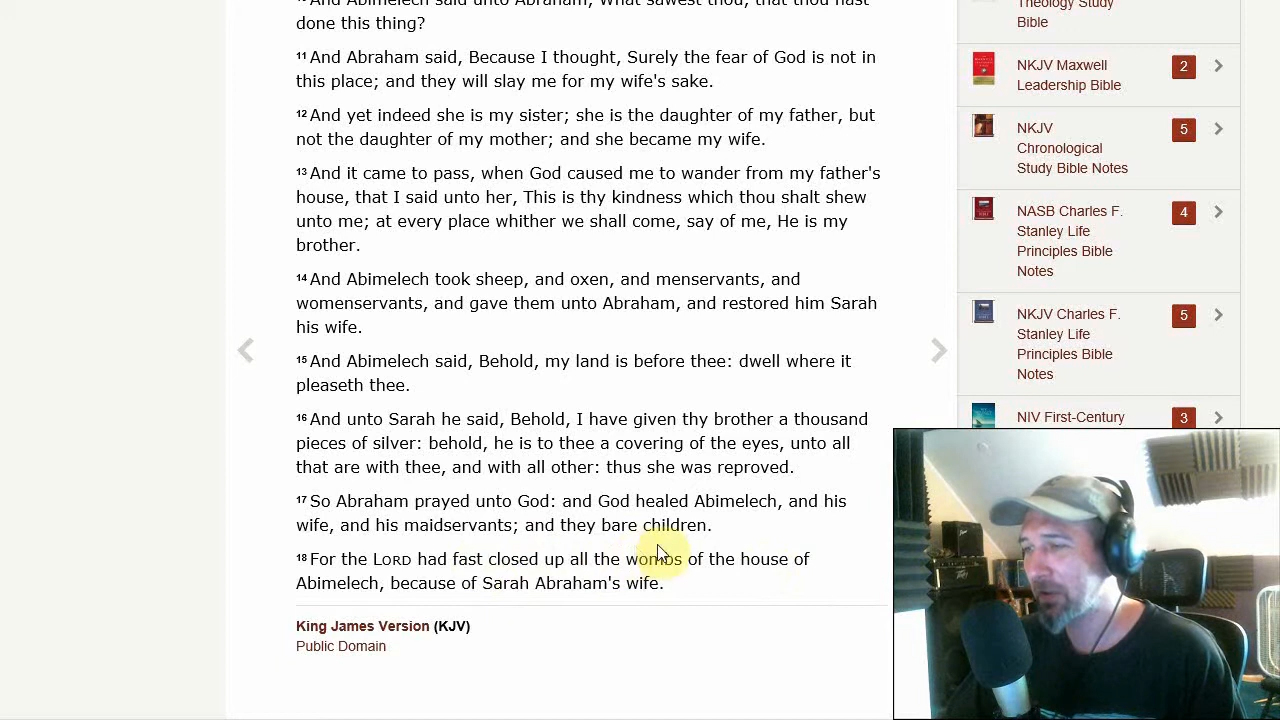 And Abimelech said unto Abraham, What sawest thou, that thou hast
done this thing?
11 And Abraham said, Because I thought, Surely the fear of God is not in
this place; and they will slay me for my wife's sake.
12 And yet indeed she is my sister; she is the daughter of my father, but
not the daughter of my mother; and she became my wife.
13 And it came to pass, when God caused me to wander from my father's
house, that I said unto her, This is thy kindness which thou shalt shew
unto me; at every place whither we shall come, say of me, He is my
brother.
14 And Abimelech took sheep, and oxen, and menservants, and
womenservants, and gave them unto Abraham, and restored him Sarah
his wife.
15 And Abimelech said, Behold, my land is before thee: dwell where it
pleaseth thee.
16 And unto Sarah he said, Behold, I have given thy brother a thousand
pieces of silver: behold, he is to thee a covering of the eyes, unto all
that are with thee, and with all other: thus she was reproved.
17 So Abraham prayed unto God: and God healed Abimelech, and his
wife, and his maidservants; and they bare children.
18 For the LORD had fast closed up all the wombs of the house of
Abimelech, because of Sarah Abraham's wife.
King James Version (KJV)
Public Domain
Theology Study
Bible
NKJV Maxwell
Leadership Bible
2
NKJV
Chronological
Study Bible Notes
5
NASB Charles F.
Stanley Life
Principles Bible
Notes
4
NKJV Charles F.
Stanley Life
Principles Bible
Notes
5
NIV First-Century
3